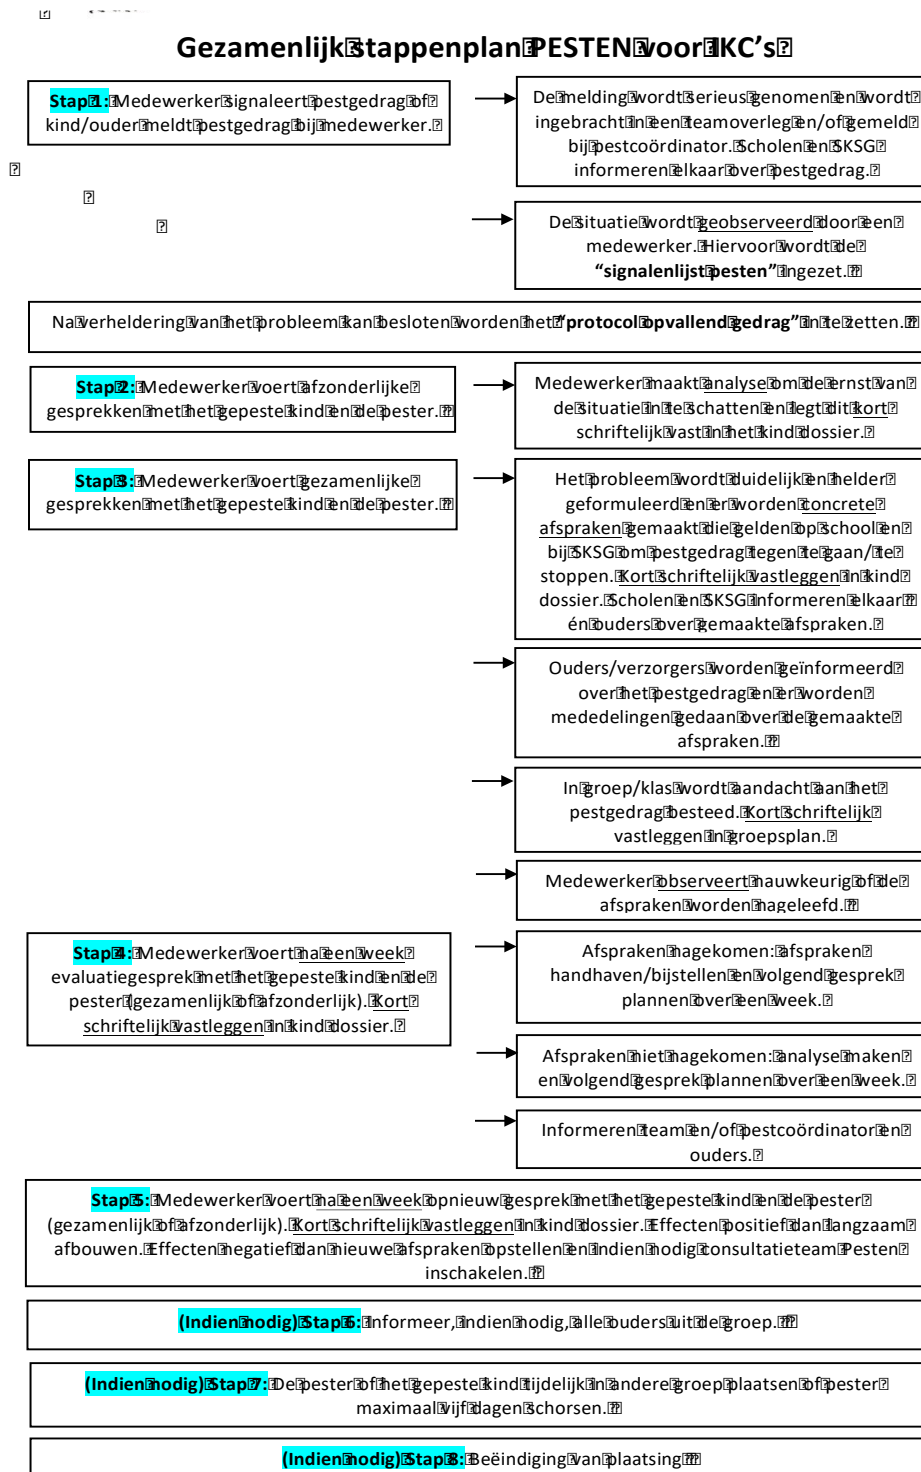 Gezamenlijk stappenplan PESTEN voor IKC's
Stap 1: Medewerker signaleert pestgedrag of
kind/ouder meldt pestgedrag bij medewerker.
De melding wordt serieus genomen en wordt
ingebracht in een teamoverleg en/of gemeld
bij pestcoördinator. Scholen en SKSG
informeren elkaar over pestgedrag.
De situatie wordt geobserveerd door een
medewerker. Hiervoor wordt de
“signalenlijst pesten” ingezet.
Na verheldering van het probleem kan besloten worden het “protocol opvallend gedrag” in te zetten.
Stap 2: Medewerker voert afzonderlijke
gesprekken met het gepeste kind en de pester.
Medewerker maakt analyse om de ernst van
de situatie in te schatten en legt dit kort
schriftelijk vast in het kind dossier.
Stap 3: Medewerker voert gezamenlijke
gesprekken met het gepeste kind en de pester.
Het probleem wordt duidelijk en helder
geformuleerd en er worden concrete
afspraken gemaakt die gelden op school en
bij SKSG om pestgedrag tegen te gaan/ te
stoppen. Kort schriftelijk vastleggen in kind
dossier. Scholen en SKSG informeren elkaar
én ouders over gemaakte afspraken.
Ouders/verzorgers worden geïnformeerd
over het pestgedrag en er worden
mededelingen gedaan over de gemaakte
afspraken.
In groep/klas wordt aandacht aan het
pestgedrag besteed. Kort schriftelijk
vastleggen in groepsplan.
Medewerker observeert nauwkeurig of de
afspraken worden nageleefd.
Stap 4: Medewerker voert na een week
evaluatiegesprek met het gepeste kind en de
pester (gezamenlijk of afzonderlijk). Kort
schriftelijk vastleggen in kind dossier.
Afspraken nagekomen: afspraken
handhaven/bijstellen en volgend gesprek
plannen over een week.
Afspraken niet nagekomen: analyse maken
en volgend gesprek plannen over een week.
Informeren team en/of pestcoördinator en
ouders.
Stap 5: Medewerker voert na een week opnieuw gesprek met het gepeste kind en de pester
(gezamenlijk of afzonderlijk). Kort schriftelijk vastleggen in kind dossier. Effecten positief dan langzaam
afbouwen. Effecten negatief dan nieuwe afspraken opstellen en indien nodig consultatieteam Pesten
inschakelen.
(Indien nodig) Stap 6: Informeer, indien nodig, alle ouders uit de groep.
(Indien nodig) Stap 7: De pester of het gepeste kind tijdelijk in andere groep plaatsen of pester
maximaal vijf dagen schorsen.
(Indien nodig) Stap 8: Beëindiging van plaatsing